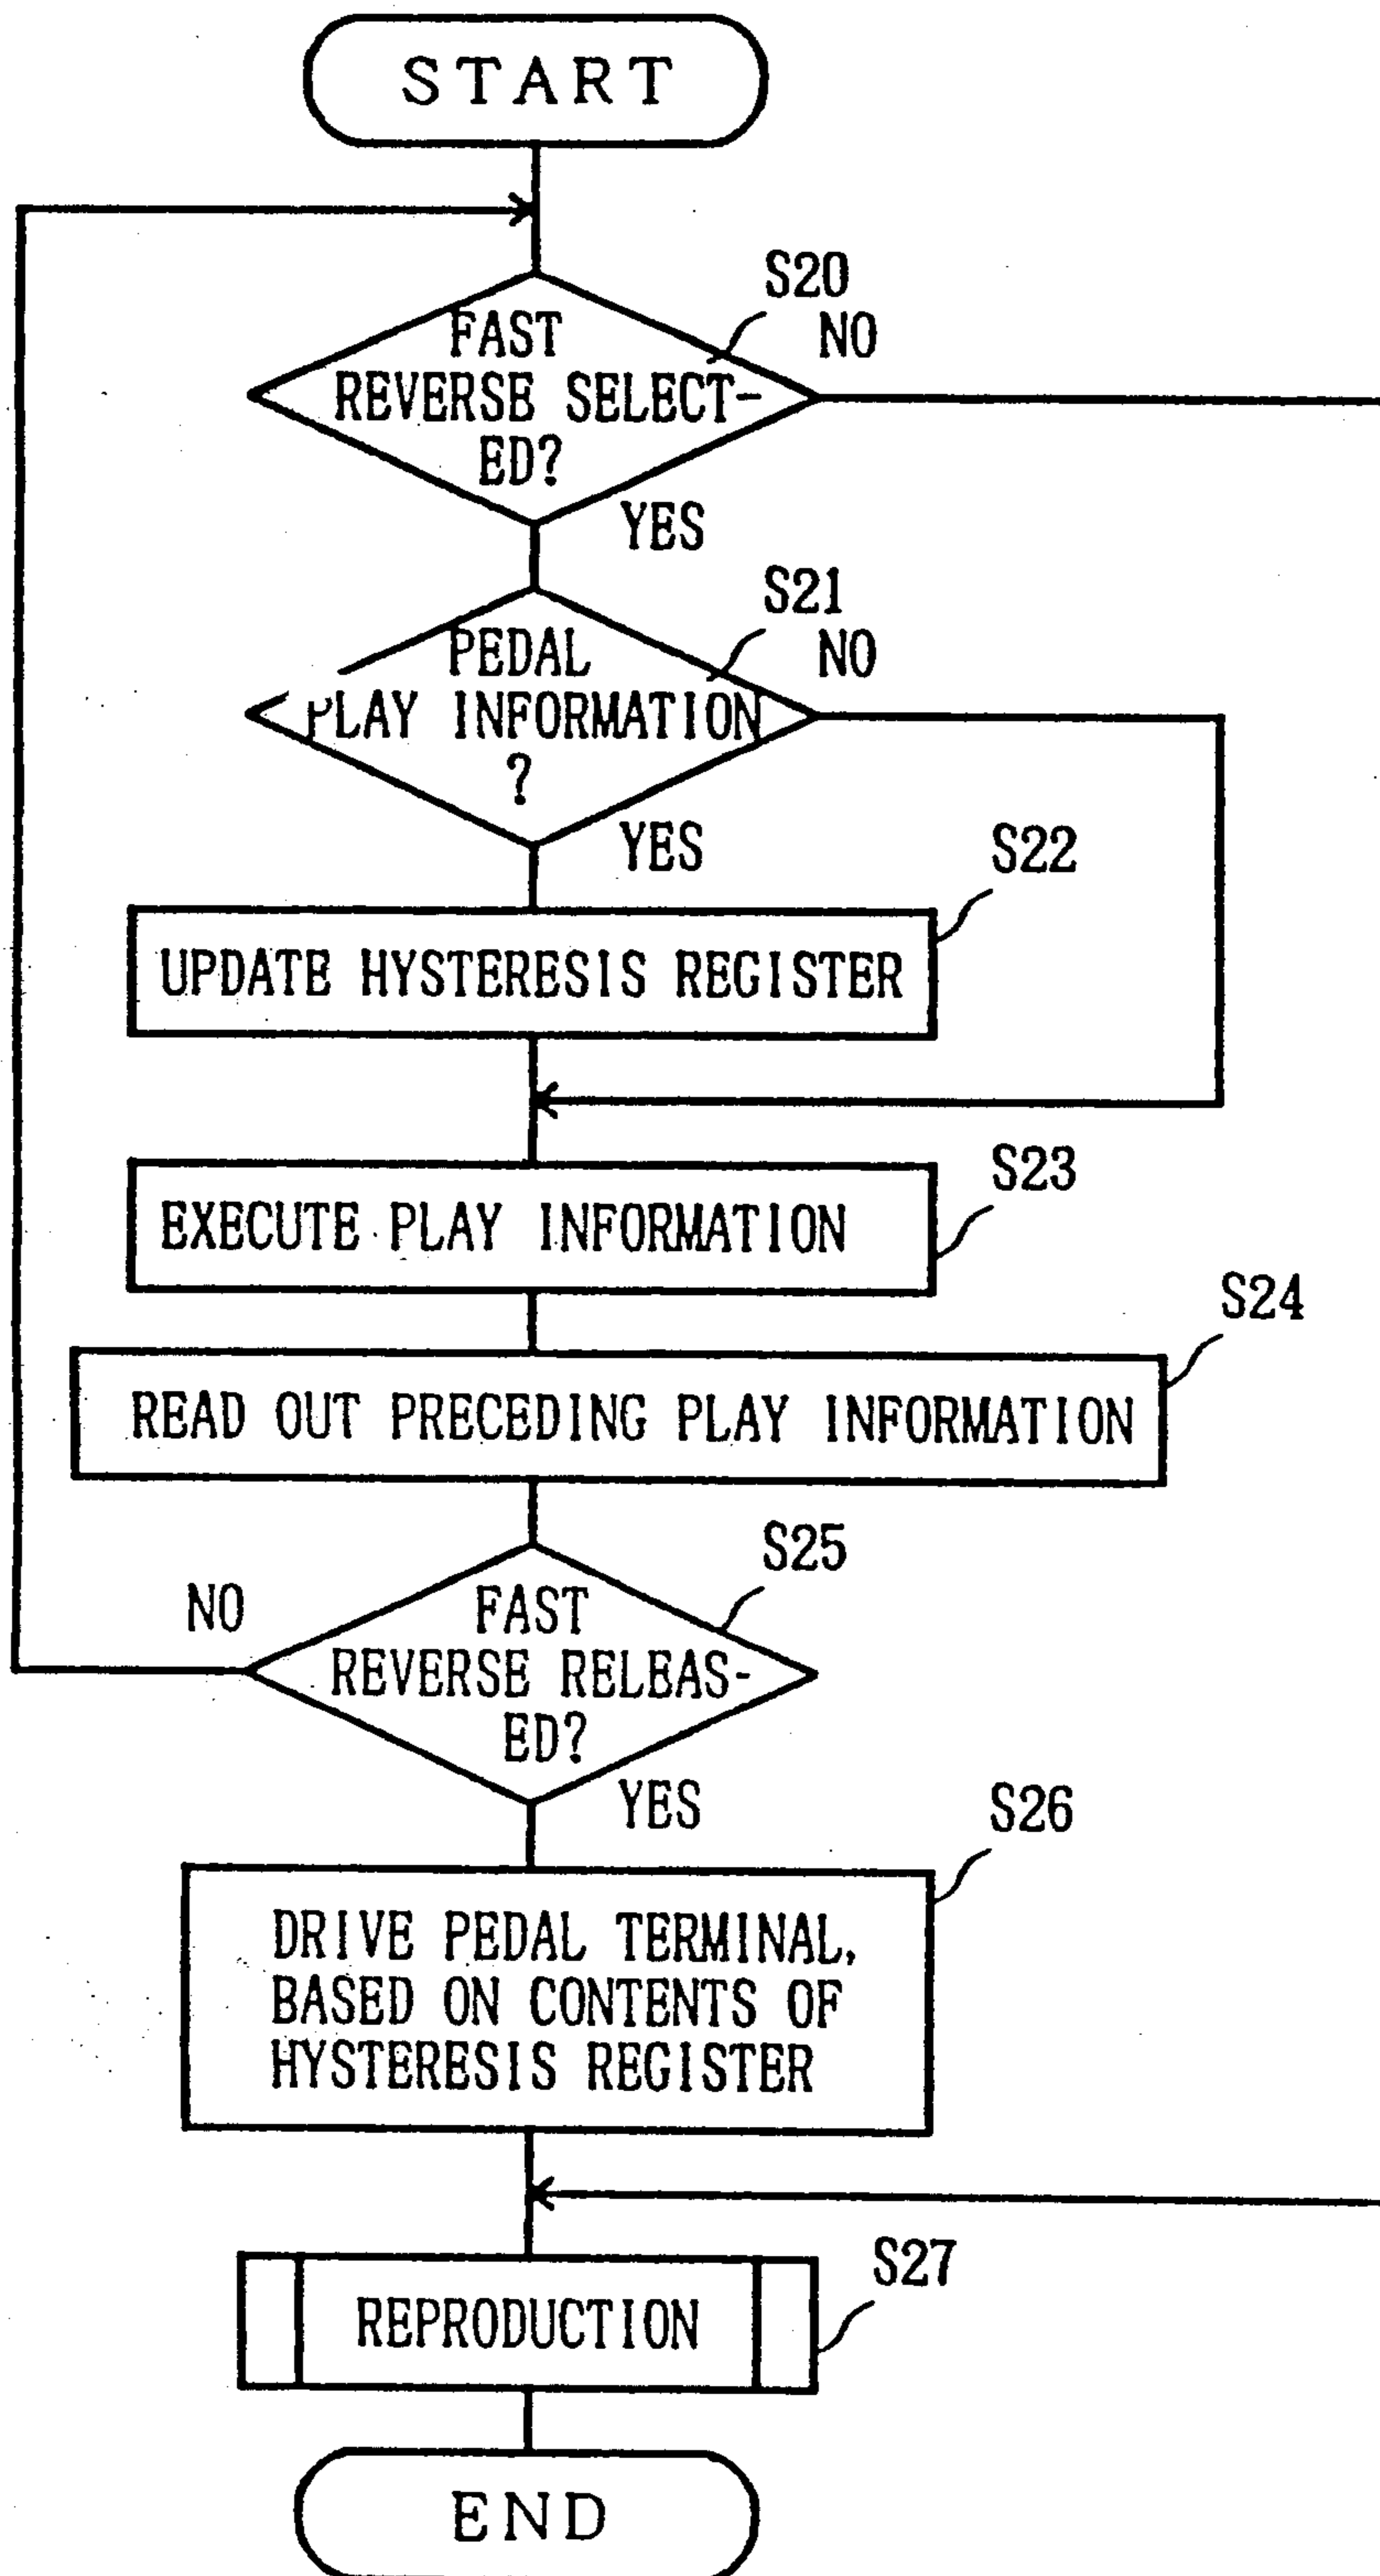 START
S20
FAST
NO
REVERSE SELECT-
ED?
YES
S21
PEDAL
NO
PLAY INFORMATION
?
YES
S22
UPDATE HYSTERESIS REGISTER
S23
EXECUTE PLAY INFORMATION
S24
READ OUT PRECEDING PLAY INFORMATION
S25
NO
FAST
REVERSE RELEAS-
ED?
YES
S26
DRIVE PEDAL TERMINAL,
BASED ON CONTENTS OF
HYSTERESIS REGISTER
S27
REPRODUCTION
END